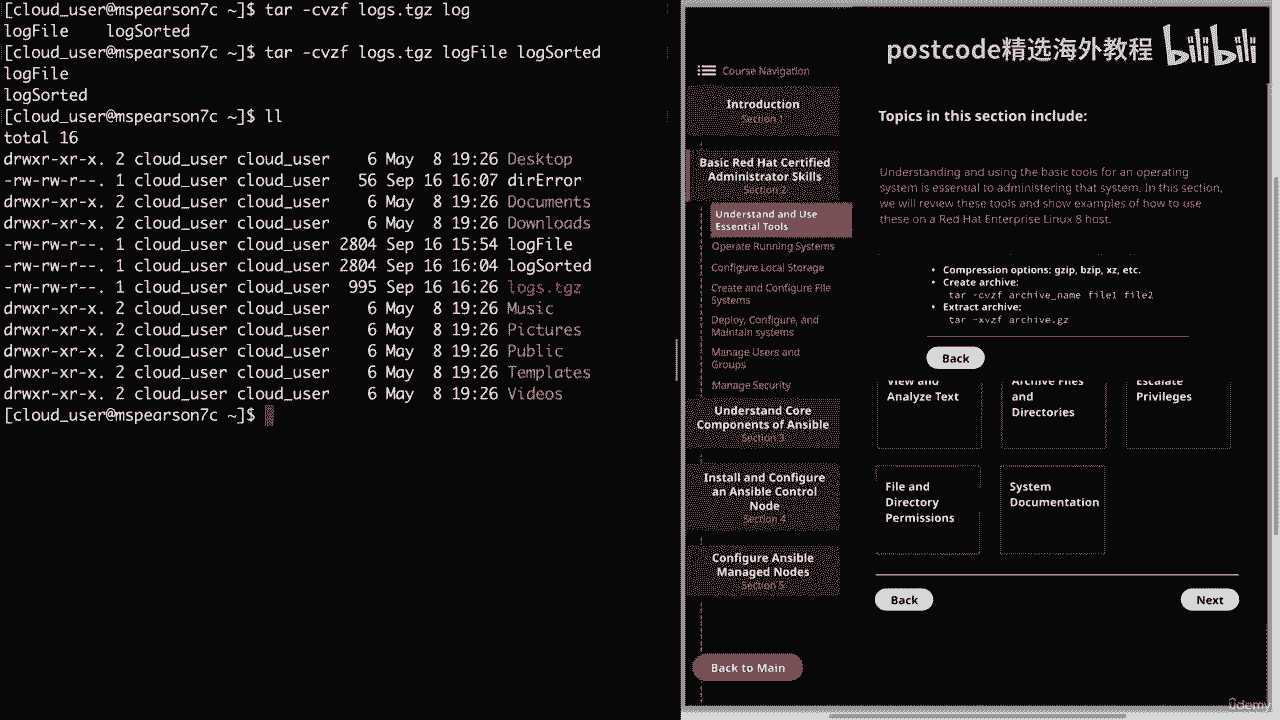 [cloud_user@mspearson7c ~]$ tar -cvzf logs.tgz log
logFile    logSorted
[cloud_user@mspearson7c ~]$ tar -cvzf logs.tgz logFile logSorted
logFile
logSorted
[cloud_user@mspearson7c ~]$ ll
total 16
drwxr-xr-x. 2 cloud_user cloud_user    6 May  8 19:26 Desktop
-rw-rw-r--. 1 cloud_user cloud_user   56 Sep 16 16:07 dirError
drwxr-xr-x. 2 cloud_user cloud_user    6 May  8 19:26 Documents
drwxr-xr-x. 2 cloud_user cloud_user    6 May  8 19:26 Downloads
-rw-rw-r--. 1 cloud_user cloud_user 2804 Sep 16 15:51 logFile
-rw-rw-r--. 1 cloud_user cloud_user 2804 Sep 16 16:04 logSorted
-rw-rw-r--. 1 cloud_user cloud_user  995 Sep 16 16:26 logs.tgz
drwxr-xr-x. 2 cloud_user cloud_user    6 May  8 19:26 Music
drwxr-xr-x. 2 cloud_user cloud_user    6 May  8 19:26 Pictures
drwxr-xr-x. 2 cloud_user cloud_user    6 May  8 19:26 Public
drwxr-xr-x. 2 cloud_user cloud_user    6 May  8 19:26 Templates
drwxr-xr-x. 2 cloud_user cloud_user    6 May  8 19:26 Videos
[cloud_user@mspearson7c ~]$
postcode精选海外教程 bilibili
Course Navigation
Introduction
Section 1
Basic Red Hat Certified
Administrator Skills
Section 2
Understand and Use
Essential Tools
Operate Running Systems
Configure Local Storage
Create and Configure File
Systems
Deploy, Configure, and
Maintain systems
Manage Users and
Groups
Manage Security
Understand Core
Components of Ansible
Section 3
Install and Configure
an Ansible Control
Node
Section 4
Configure Ansible
Managed Nodes
Section 5
Back to Main
Topics in this section include:
Understanding and using the basic tools for an operating
system is essential to administering that system. In this section,
we will review these tools and show examples of how to use
these on a Red Hat Enterprise Linux 8 host.
• Compression options: gzip, bzip, xz, etc.
• Create archive:
tar -cvzf archive_name file1 file2
• Extract archive:
tar -xvzf archive.gz
Back
View and
Analyze Text
Archive Files
and
Directories
Escalate
Privileges
File and
Directory
Permissions
System
Documentation
Back
Next
ûdemy